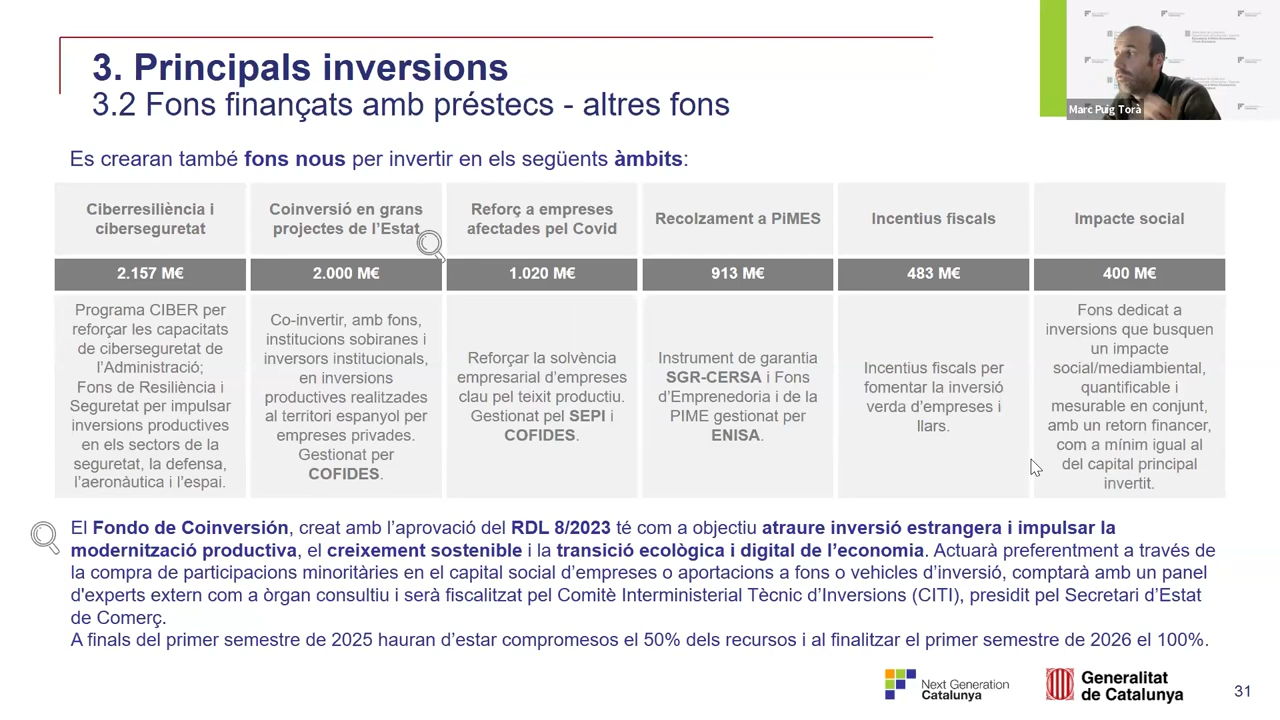 3. Principals inversions
3.2 Fons finançats amb préstecs - altres fons
Marc Puig Torà
Es crearan també fons nous per invertir en els següents àmbits:
Ciberresiliència i
ciberseguretat
2.157 M€
Programa CIBER per
reforçar les capacitats
de ciberseguretat de
l’Administració;
Fons de Resiliència i
Seguretat per impulsar
inversions productives
en els sectors de la
seguretat, la defensa,
l’aeronàutica i l’espai.
Coinversió en grans
projectes de l’Estat
2.000 M€
Co-invertir, amb fons,
institucions sobiranes i
inversors institucionals,
en inversions
productives realitzades
al territori espanyol per
empreses privades.
Gestionat per
COFIDES.
Reforç a empreses
afectades pel Covid
1.020 M€
Reforçar la solvència
empresarial d’empreses
clau pel teixit productiu.
Gestionat pel SEPI i
COFIDES.
Recolzament a PiMES
913 M€
Instrument de garantia
SGR-CERSA i Fons
d’Emprenedoria i de la
PIME gestionat per
ENISA.
Incentius fiscals
483 M€
Incentius fiscals per
fomentar la inversió
verda d’empreses i
llars.
Impacte social
400 M€
Fons dedicat a
inversions que busquen
un impacte
social/mediambiental,
quantificable i
mesurable en conjunt,
amb un retorn financer,
com a mínim igual al
del capital principal
invertit.
El Fondo de Coinversión, creat amb l’aprovació del RDL 8/2023 té com a objectiu atraure inversió estrangera i impulsar la
modernització productiva, el creixement sostenible i la transició ecològica i digital de l’economia. Actuarà preferentment a través de
la compra de participacions minoritàries en el capital social d’empreses o aportacions a fons o vehicles d’inversió, comptarà amb un panel
d'experts extern com a òrgan consultiu i serà fiscalitzat pel Comitè Interministerial Tècnic d’Inversions (CITI), presidit pel Secretari d’Estat
de Comerç.
A finals del primer semestre de 2025 hauran d’estar compromesos el 50% dels recursos i al finalitzar el primer semestre de 2026 el 100%.
Next Generation
Catalunya
Generalitat
de Catalunya
31